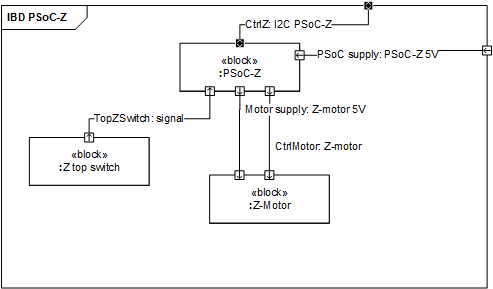 IBD PSoC-Z
CtrlZ: I2C PSoC-Z
PSoC supply: PSoC-Z 5V
«block»
:PSoC-Z
TopZSwitch: signal
Motor supply: Z-motor 5V
CtrlMotor: Z-motor
«block»
:Z top switch
«block»
:Z-Motor